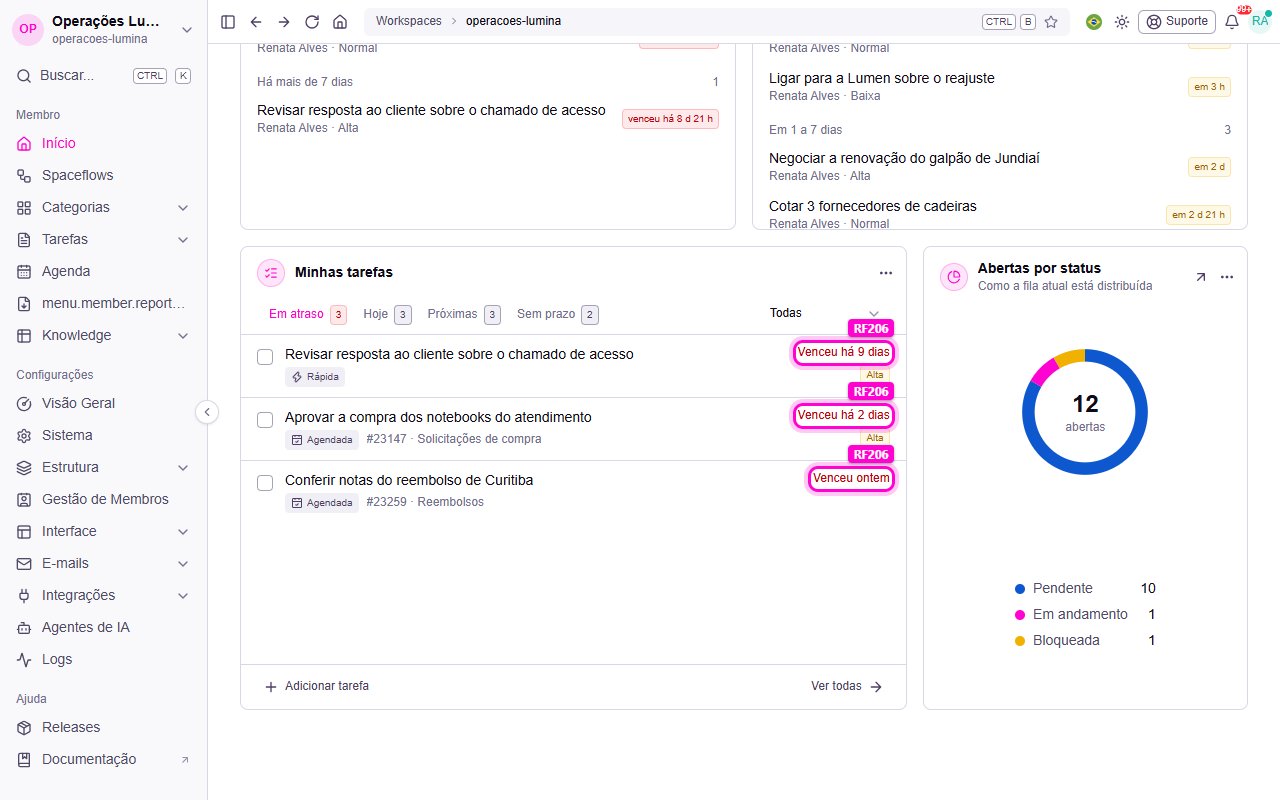 OP
Operações Lu...
operacoes-lumina
Buscar...
CTRL
K
Membro
Início
Spaceflows
Categorias
Tarefas
Agenda
menu.member.report...
Knowledge
Configurações
Visão Geral
Sistema
Estrutura
Gestão de Membros
Interface
E-mails
Integrações
Agentes de IA
Logs
Ajuda
Releases
Documentação
Workspaces > operacoes-lumina
CTRL
B
Suporte
99+
RA
Renata Alves · Normal
Há mais de 7 dias
1
Revisar resposta ao cliente sobre o chamado de acesso
Renata Alves · Alta
venceu há 8 d 21 h
Renata Alves · Normal
Ligar para a Lumen sobre o reajuste
Renata Alves · Baixa
em 3 h
Em 1 a 7 dias
3
Negociar a renovação do galpão de Jundiaí
Renata Alves · Alta
em 2 d
Cotar 3 fornecedores de cadeiras
Renata Alves · Normal
em 2 d 21 h
Minhas tarefas
Em atraso 3
Hoje 3
Próximas 3
Sem prazo 2
Todas
RF206
Revisar resposta ao cliente sobre o chamado de acesso
Venceu há 9 dias
Rápida
Alta
RF206
Aprovar a compra dos notebooks do atendimento
Venceu há 2 dias
Agendada
#23147 · Solicitações de compra
Alta
RF206
Conferir notas do reembolso de Curitiba
Venceu ontem
Agendada
#23259 · Reembolsos
Adicionar tarefa
Ver todas
Abertas por status
Como a fila atual está distribuída
12
abertas
Pendente 10
Em andamento 1
Bloqueada 1